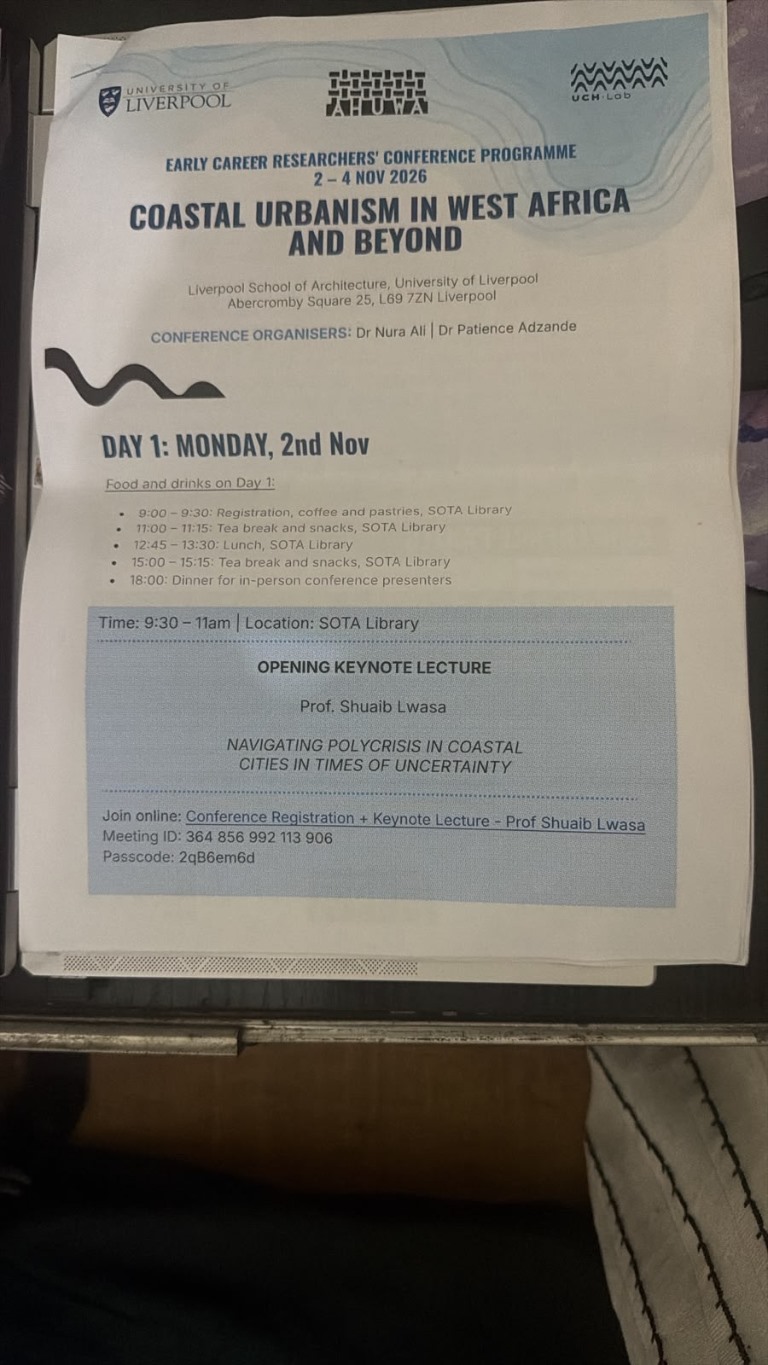 UNIVERSITY OF
LIVERPOOL
AHUWA
UCH-Lab
EARLY CAREER RESEARCHERS' CONFERENCE PROGRAMME
2 – 4 NOV 2026
COASTAL URBANISM IN WEST AFRICA
AND BEYOND
Liverpool School of Architecture, University of Liverpool
Abercromby Square 25, L69 7ZN Liverpool
CONFERENCE ORGANISERS: Dr Nura Ali | Dr Patience Adzande
DAY 1: MONDAY, 2nd Nov
Food and drinks on Day 1:
• 9:00 – 9:30: Registration, coffee and pastries, SOTA Library
• 11:00 – 11:15: Tea break and snacks, SOTA Library
• 12:45 – 13:30: Lunch, SOTA Library
• 15:00 – 15:15: Tea break and snacks, SOTA Library
• 18:00: Dinner for in-person conference presenters
Time: 9:30 – 11am | Location: SOTA Library
OPENING KEYNOTE LECTURE
Prof. Shuaib Lwasa
NAVIGATING POLYCRISIS IN COASTAL
CITIES IN TIMES OF UNCERTAINTY
Join online: Conference Registration + Keynote Lecture - Prof Shuaib Lwasa
Meeting ID: 364 856 992 113 906
Passcode: 2qB6em6d